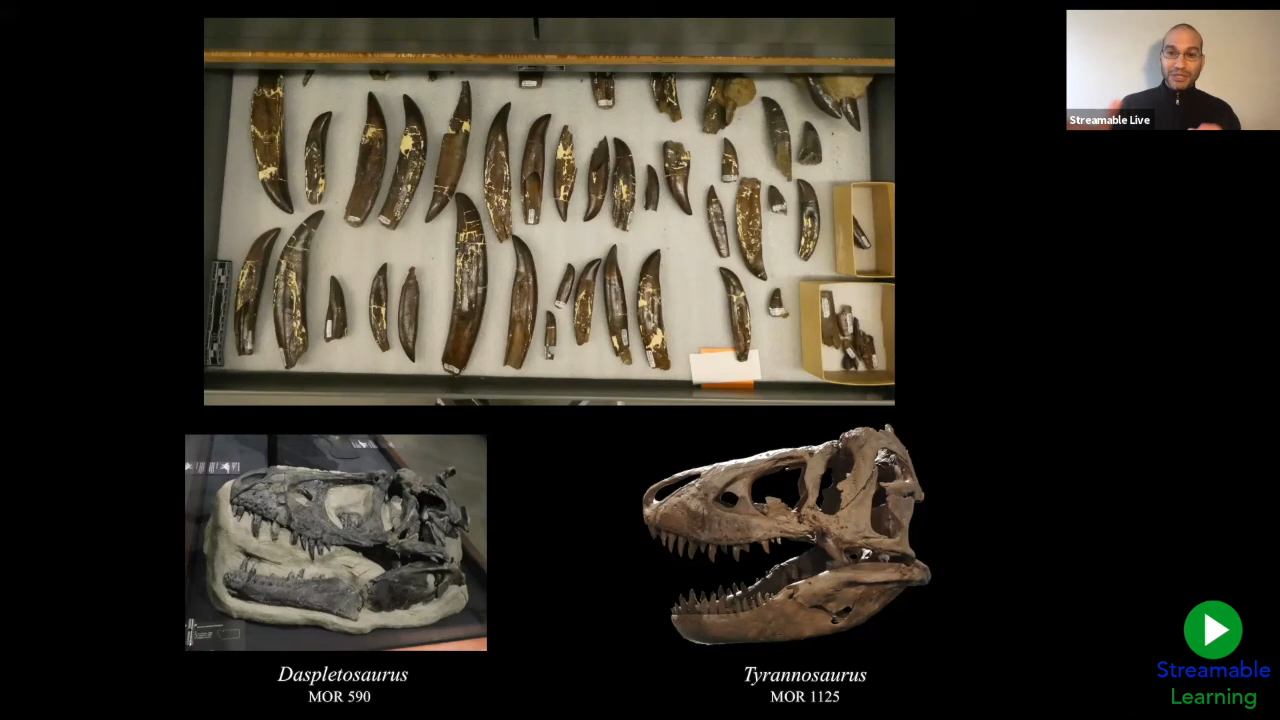 Streamable Live
Daspletosaurus
MOR 590
Tyrannosaurus
MOR 1125
Streamable
Learning